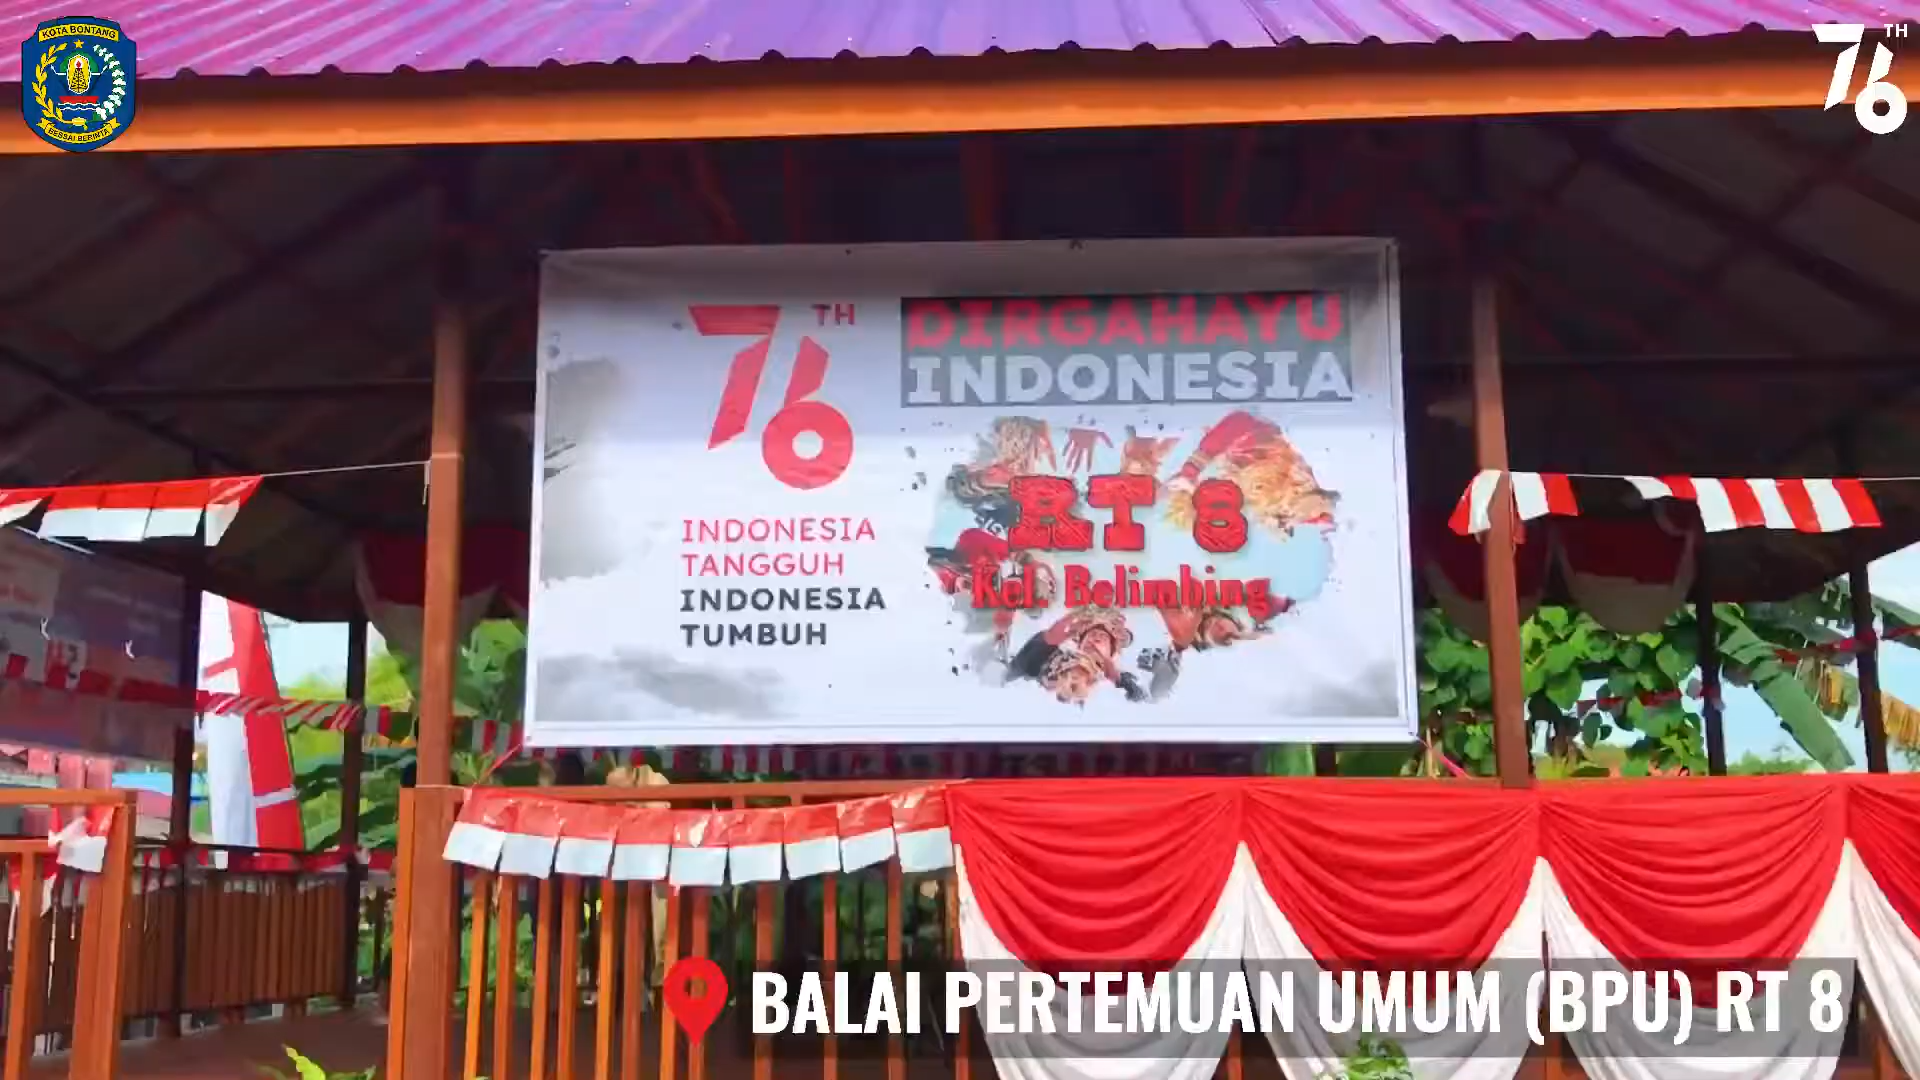 KOTA BONTANG
BESSAI BERINTA
76 TH
76 TH
INDONESIA
TANGGUH
INDONESIA
TUMBUH
DIRGAHAYU
INDONESIA
RT 8
Kel. Belimbing
BALAI PERTEMUAN UMUM (BPU) RT 8